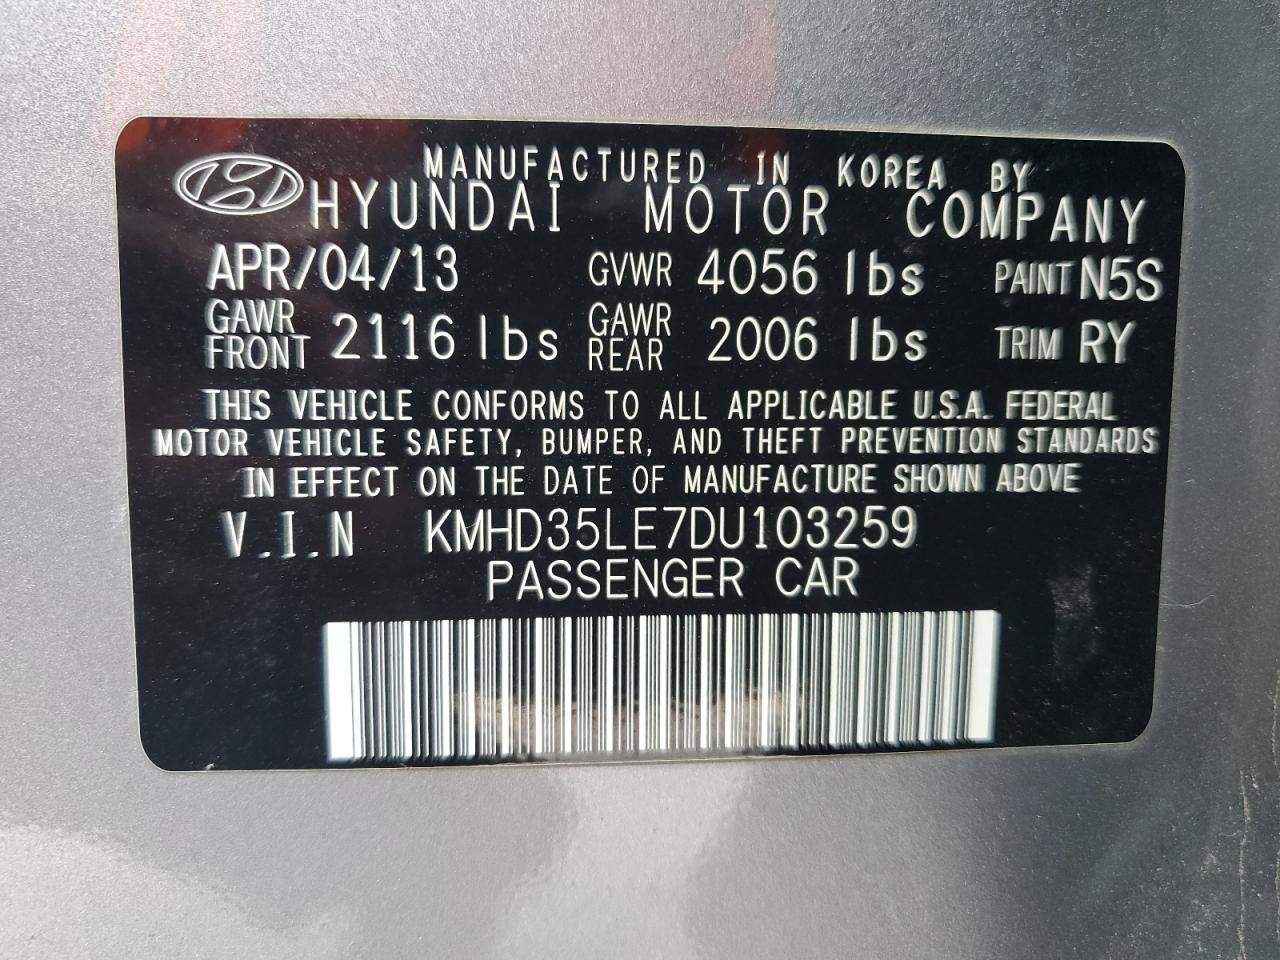 MANUFACTURED IN KOREA BY
HYUNDAI MOTOR COMPANY
APR/04/13 GVWR 4056 lbs PAINT N5S
GAWR FRONT 2116 lbs GAWR REAR 2006 lbs TRIM RY
THIS VEHICLE CONFORMS TO ALL APPLICABLE U.S.A. FEDERAL
MOTOR VEHICLE SAFETY, BUMPER, AND THEFT PREVENTION STANDARDS
IN EFFECT ON THE DATE OF MANUFACTURE SHOWN ABOVE
V.I.N KMHD35LE7DU103259
PASSENGER CAR